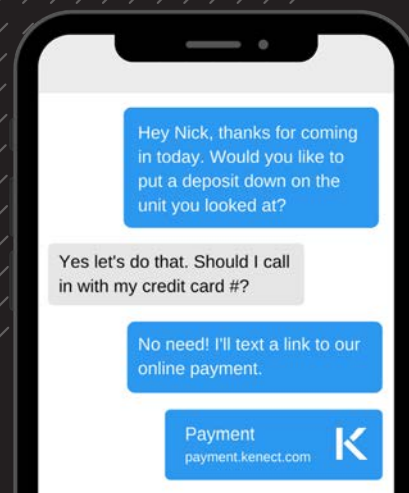 Hey Nick, thanks for coming
in today. Would you like to
put a deposit down on the
unit you looked at?
Yes let's do that. Should I call
in with my credit card #?
No need! I'll text a link to our
online payment.
Payment
payment.kenect.com
K